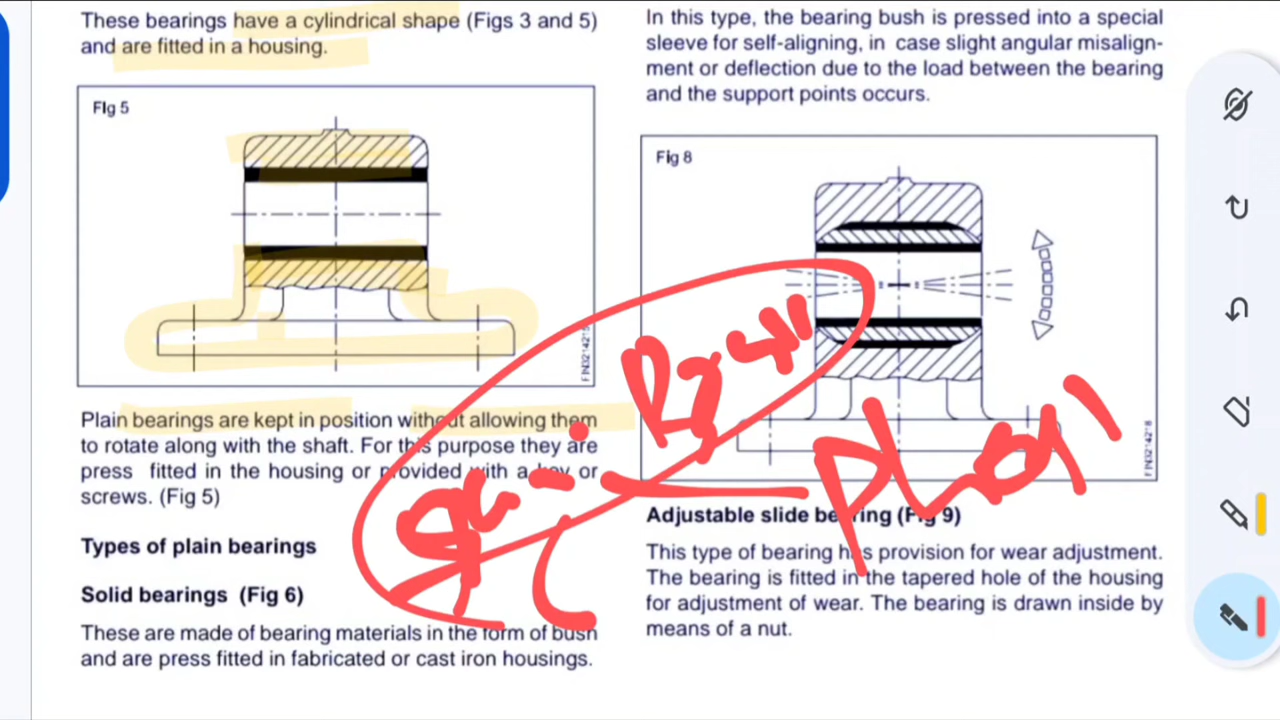 These bearings have a cylindrical shape (Figs 3 and 5)
and are fitted in a housing.
FIg 5
Plain bearings are kept in position without allowing them
to rotate along with the shaft. For this purpose they are
press fitted in the housing or provided with a key or
screws. (Fig 5)
Types of plain bearings
Solid bearings (Fig 6)
These are made of bearing materials in the form of bush
and are press fitted in fabricated or cast iron housings.
In this type, the bearing bush is pressed into a special
sleeve for self-aligning, in case slight angular misalign-
ment or deflection due to the load between the bearing
and the support points occurs.
Fig 8
FIN3214218
Adjustable slide bearing (Fig 9)
This type of bearing has provision for wear adjustment.
The bearing is fitted in the tapered hole of the housing
for adjustment of wear. The bearing is drawn inside by
means of a nut.